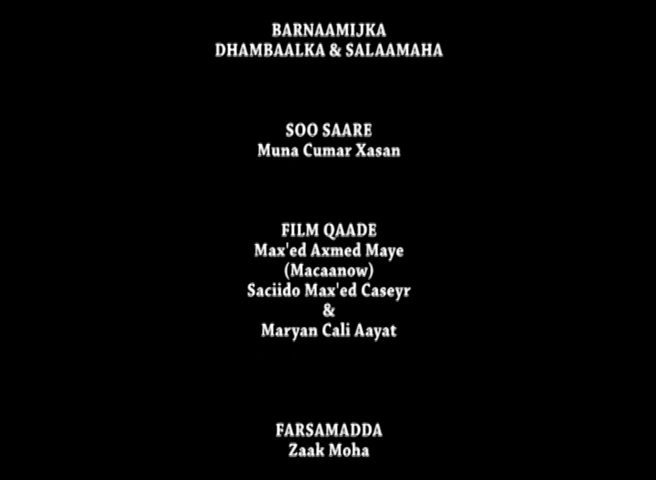 BARNAAMIJKA
DHAMBAALKA & SALAAMAHA
SOO SAARE
Muna Cumar Xasan
FILM QAADE
Max'ed Axmed Maye
(Macaanow)
Saciido Max'ed Caseyr
&
Maryan Cali Aayat
FARSAMADDA
Zaak Moha